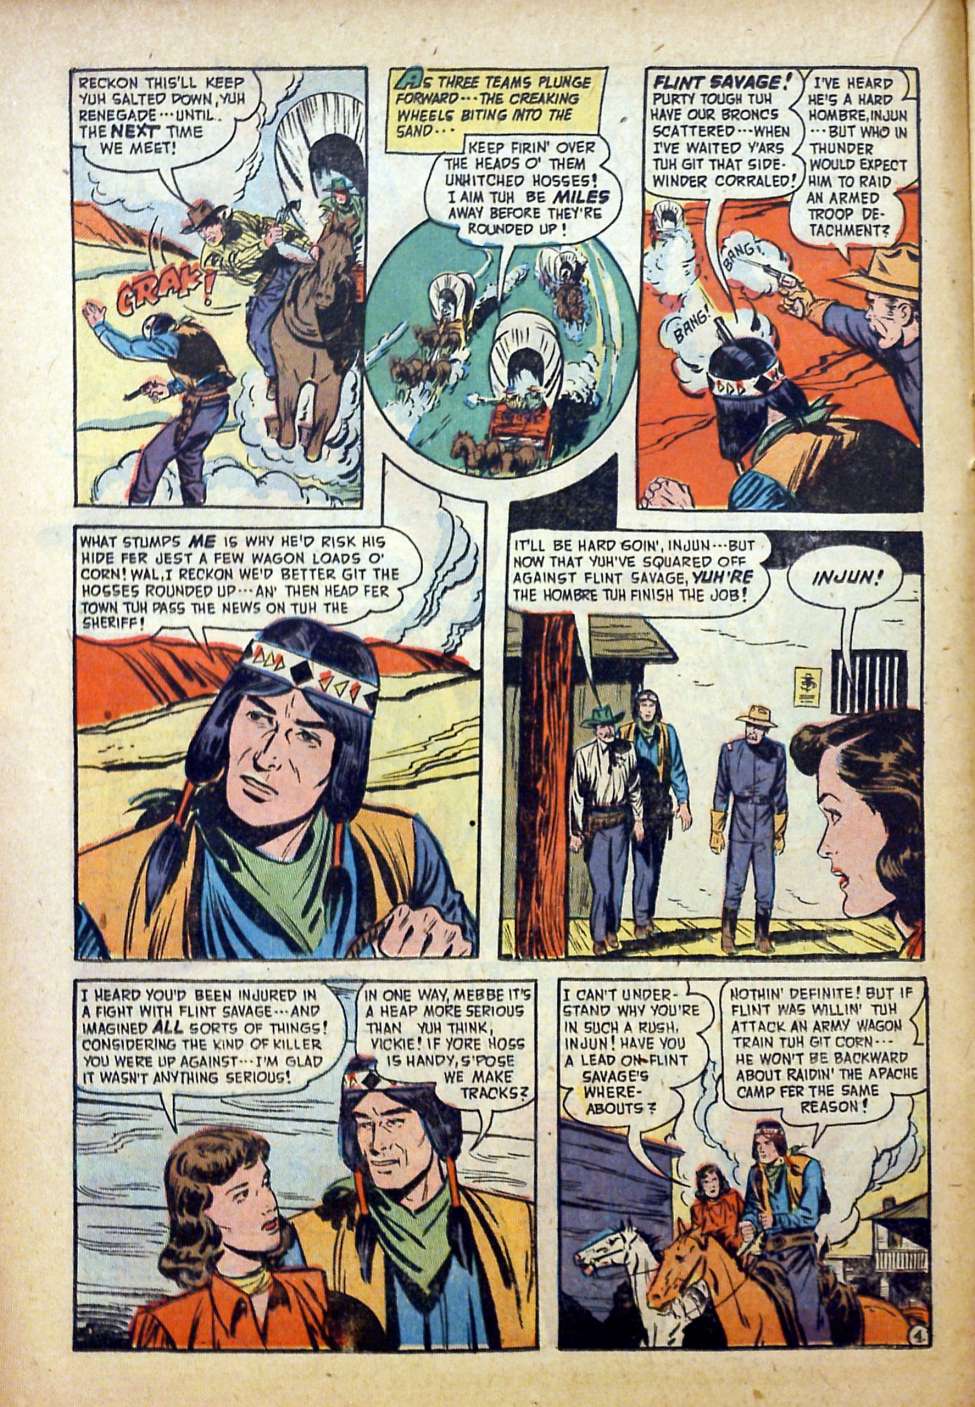 RECKON THIS'LL KEEP
YUH SALTED DOWN, YUH
RENEGADE---UNTIL
THE NEXT TIME
WE MEET!
CRAK!
AS THREE TEAMS PLUNGE
FORWARD---THE CREAKING
WHEELS BITING INTO THE
SAND---
KEEP FIRIN' OVER
THE HEADS O' THEM
UNHITCHED HOSSES!
I AIM TUH BE MILES
AWAY BEFORE THEY'RE
ROUNDED UP!
FLINT SAVAGE!
PURTY TOUGH TUH
HAVE OUR BRONCS
SCATTERED---WHEN
I'VE WAITED Y'ARS
TUH GIT THAT SIDE-
WINDER CORRALED!
I'VE HEARD
HE'S A HARD
HOMBRE, INJUN
---BUT WHO IN
THUNDER
WOULD EXPECT
HIM TO RAID
AN ARMED
TROOP DE-
TACHMENT?
BANG!
BANG!
WHAT STUMPS ME IS WHY HE'D RISK HIS
HIDE FER JEST A FEW WAGON LOADS O'
CORN! WAL, I RECKON WE'D BETTER GIT THE
HOSSES ROUNDED UP---AN' THEN HEAD FER
TOWN TUH PASS THE NEWS ON TUH THE
SHERIFF!
IT'LL BE HARD GOIN', INJUN---BUT
NOW THAT YUH'VE SQUARED OFF
AGAINST FLINT SAVAGE, YUH'RE
THE HOMBRE TUH FINISH THE JOB!
INJUN!
I HEARD YOU'D BEEN INJURED IN
A FIGHT WITH FLINT SAVAGE---AND
IMAGINED ALL SORTS OF THINGS!
CONSIDERING THE KIND OF KILLER
YOU WERE UP AGAINST---I'M GLAD
IT WASN'T ANYTHING SERIOUS!
IN ONE WAY, MEBBE IT'S
A HEAP MORE SERIOUS
THAN YUH THINK,
VICKIE! IF YORE HOSS
IS HANDY, S'POSE
WE MAKE
TRACKS?
I CAN'T UNDER-
STAND WHY YOU'RE
IN SUCH A RUSH,
INJUN! HAVE YOU
A LEAD ON FLINT
SAVAGE'S
WHERE-
ABOUTS?
NOTHIN' DEFINITE! BUT IF
FLINT WAS WILLIN' TUH
ATTACK AN ARMY WAGON
TRAIN TUH GIT CORN---
HE WON'T BE BACKWARD
ABOUT RAIDIN' THE APACHE
CAMP FER THE SAME
REASON!
4